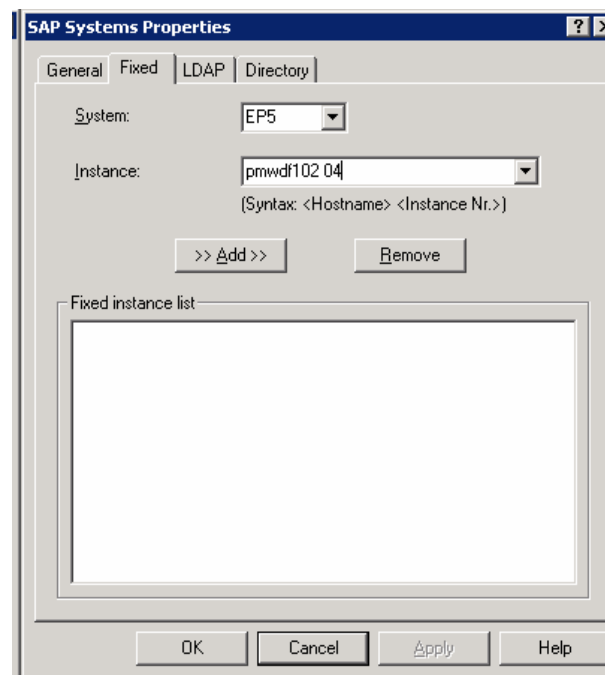 SAP Systems Properties
General Fixed LDAP Directory
System: EP5
Instance: pmwdf102 04
(Syntax: <Hostname> <Instance Nr.>)
>> Add >> Remove
Fixed instance list
OK Cancel Apply Help